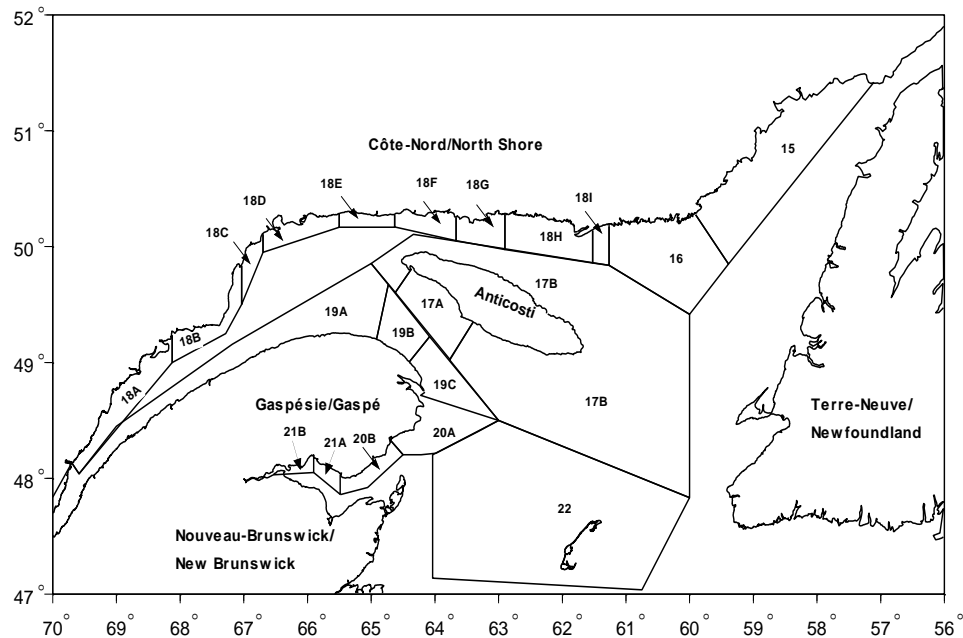 52°
51°
50°
49°
48°
47°
70° 69° 68° 67° 66° 65° 64° 63° 62° 61° 60° 59° 58° 57° 56°
Côte-Nord/North Shore
15
18I
18G
18F
18E
18D
18C
18H
16
17B
17A
Anticosti
19A
19B
18B
18A
19C
17B
Gaspésie/Gaspé
20A
21B
21A
20B
Terre-Neuve/
Newfoundland
22
Nouveau-Brunswick/
New Brunswick